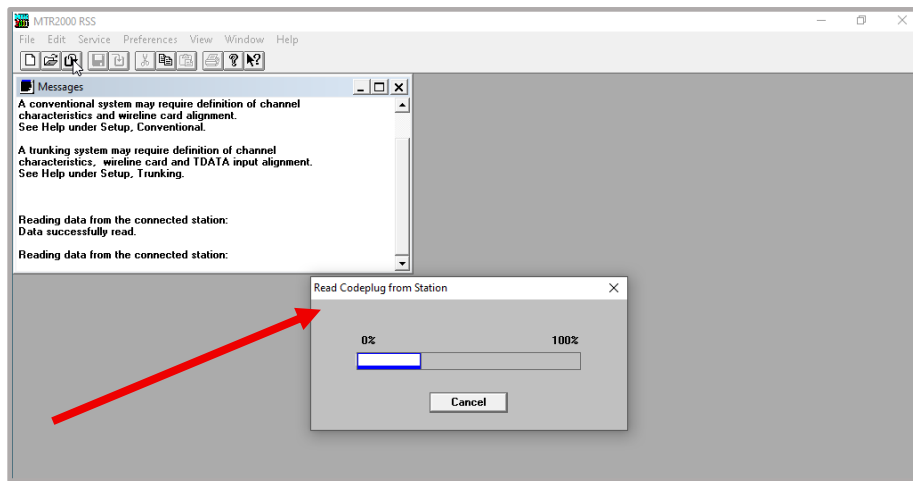 MTR2000 RSS
File Edit Service Preferences View Window Help
Messages
A conventional system may require definition of channel
characteristics and wireline card alignment.
See Help under Setup, Conventional.
A trunking system may require definition of channel
characteristics, wireline card and TDATA input alignment.
See Help under Setup, Trunking.
Reading data from the connected station:
Data successfully read.
Reading data from the connected station:
Read Codeplug from Station
0% 100%
Cancel